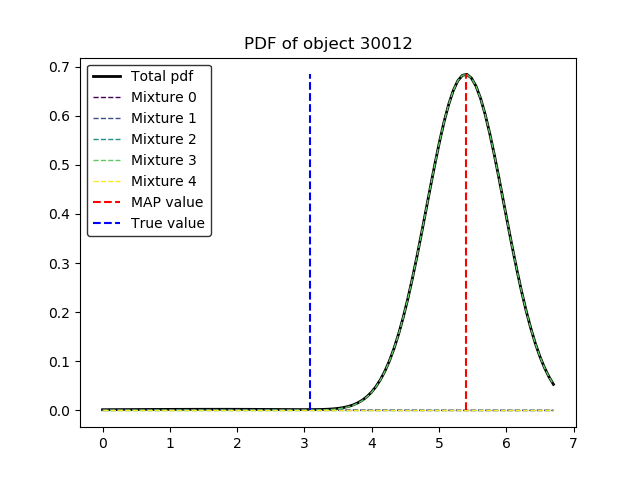 PDF of object 30012
0.7
0.6
0.5
0.4
0.3
0.2
0.1
0.0
Total pdf
Mixture 0
Mixture 1
Mixture 2
Mixture 3
Mixture 4
MAP value
True value
0 1 2 3 4 5 6 7